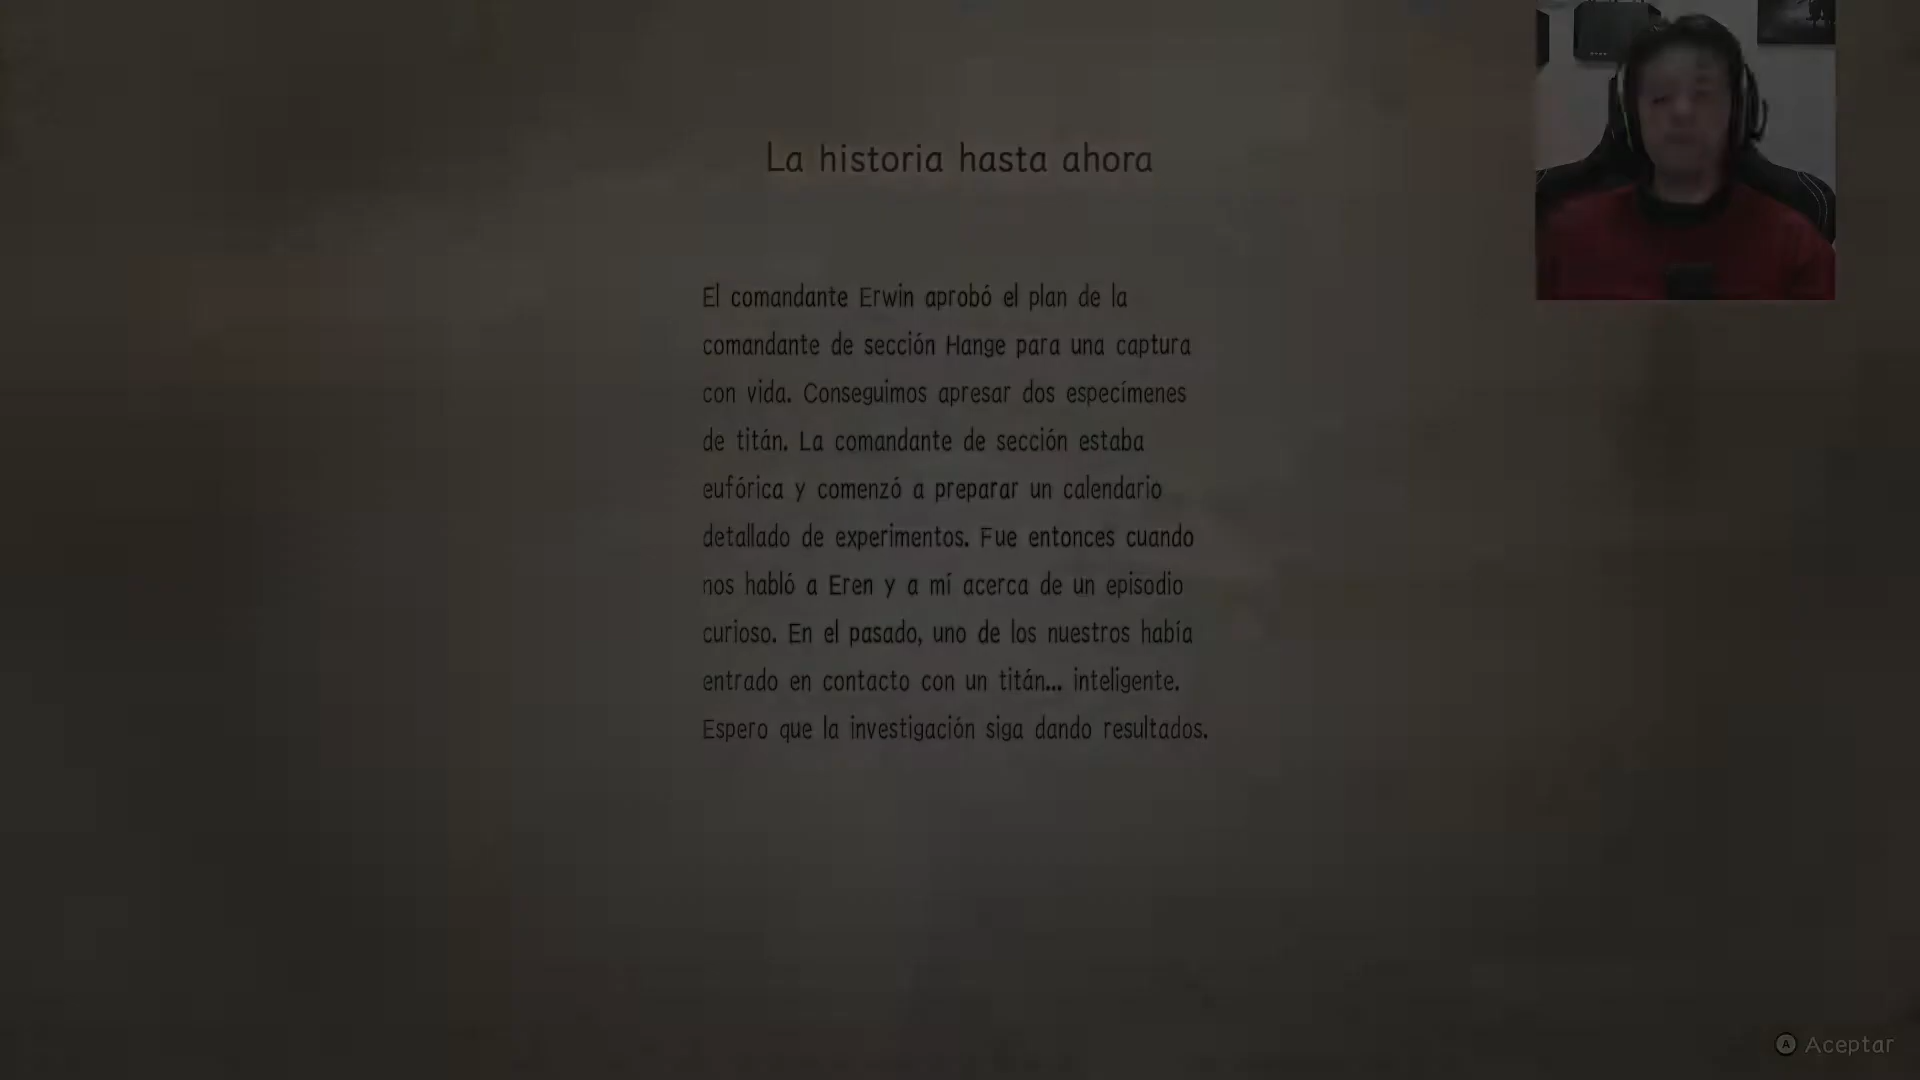 La historia hasta ahora
El comandante Erwin aprobó el plan de la
comandante de sección Hange para una captura
con vida. Conseguimos apresar dos especímenes
de titán. La comandante de sección estaba
eufórica y comenzó a preparar un calendario
detallado de experimentos. Fue entonces cuando
nos habló a Eren y a mí acerca de un episodio
curioso. En el pasado, uno de los nuestros había
entrado en contacto con un titán... inteligente.
Espero que la investigación siga dando resultados.
A Aceptar